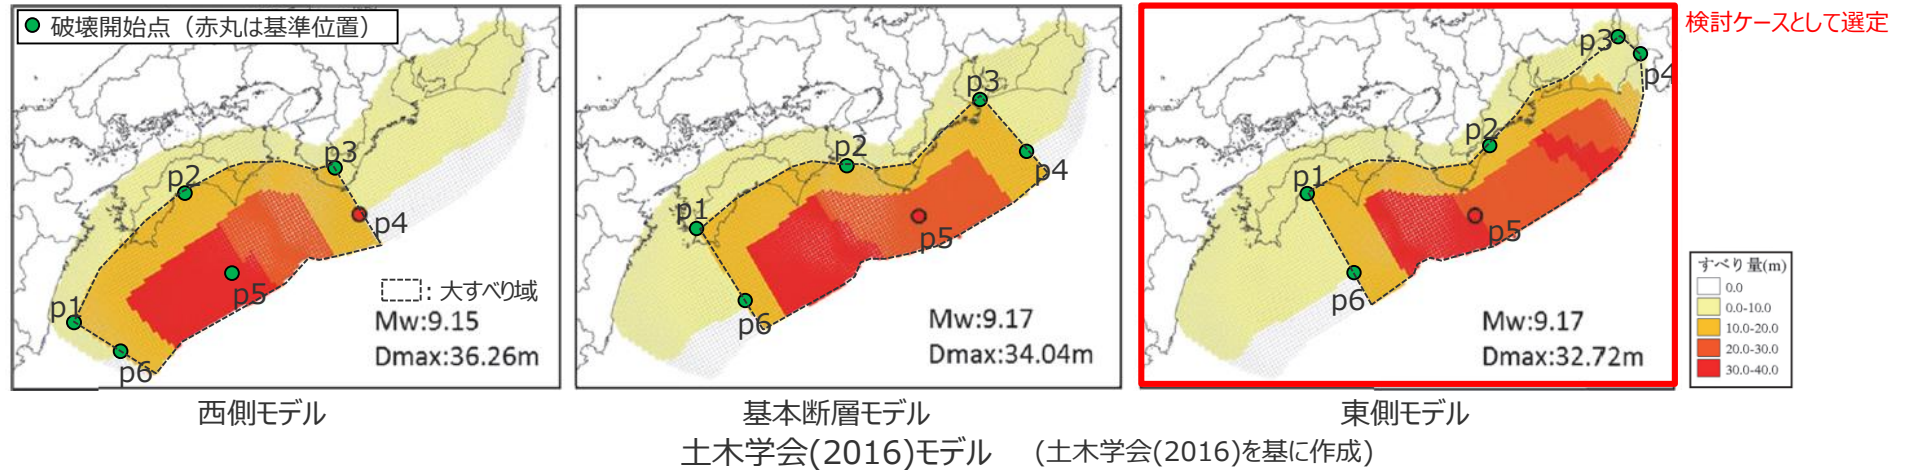 破壊開始点（赤丸は基準位置）
p1
p2
p3
p4
p5
p6
：大すべり域
Mw:9.15
Dmax:36.26m
西側モデル
p1
p2
p3
p4
p5
p6
Mw:9.17
Dmax:34.04m
基本断層モデル
p1
p2
p3
p4
p5
p6
Mw:9.17
Dmax:32.72m
東側モデル
検討ケースとして選定
すべり量(m)
0.0
0.0-10.0
10.0-20.0
20.0-30.0
30.0-40.0
土木学会(2016)モデル （土木学会(2016)を基に作成）